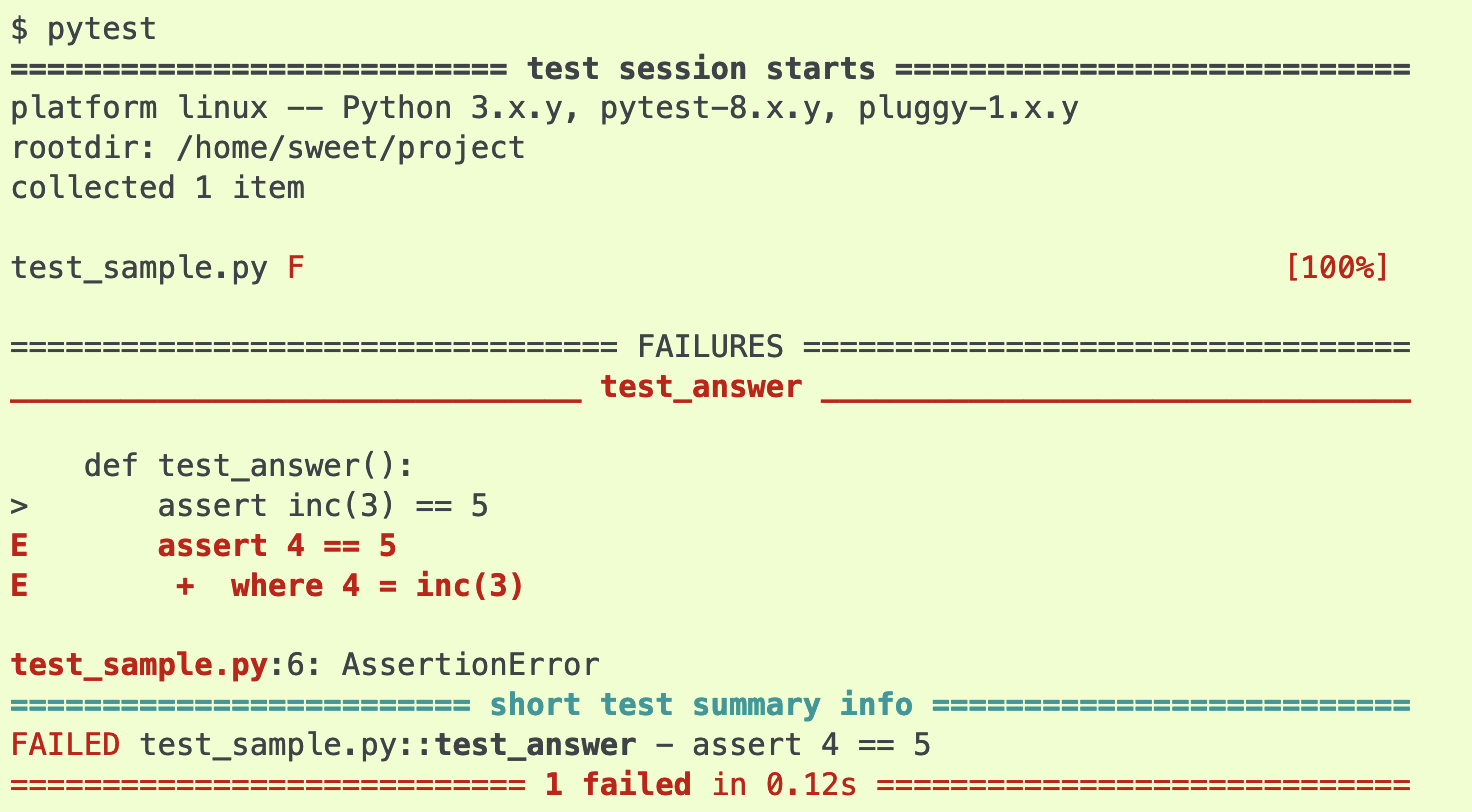 $ pytest
=========================== test session starts ============================
platform linux -- Python 3.x.y, pytest-8.x.y, pluggy-1.x.y
rootdir: /home/sweet/project
collected 1 item

test_sample.py F                                                     [100%]

================================= FAILURES =================================
_______________________________ test_answer ________________________________

    def test_answer():
>       assert inc(3) == 5
E       assert 4 == 5
E        +  where 4 = inc(3)

test_sample.py:6: AssertionError
========================= short test summary info ==========================
FAILED test_sample.py::test_answer - assert 4 == 5
============================ 1 failed in 0.12s =============================